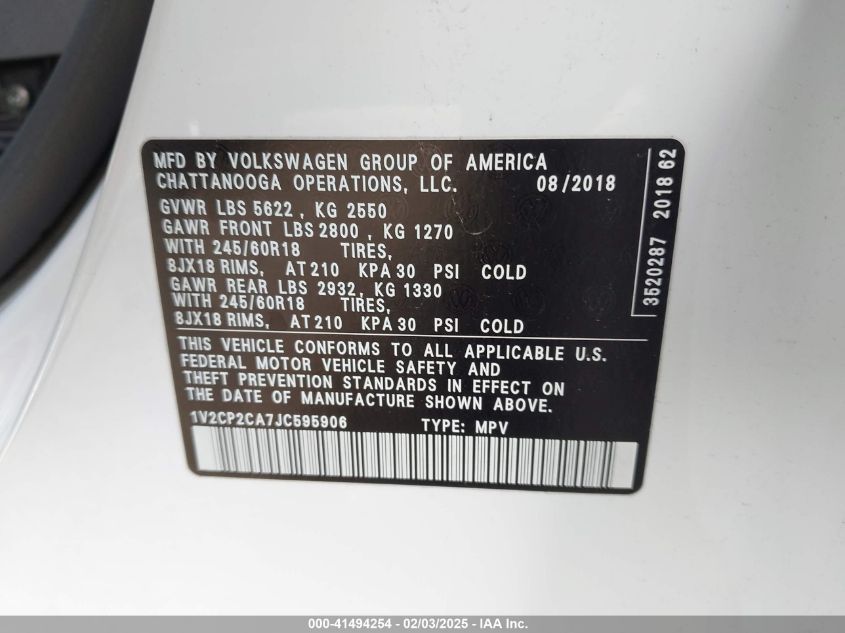 MFD BY VOLKSWAGEN GROUP OF AMERICA
CHATTANOOGA OPERATIONS, LLC. 08/2018
GVWR LBS 5622 , KG 2550
GAWR FRONT LBS 2800 , KG 1270
WITH 245/60R18 TIRES,
8JX18 RIMS, AT 210 KPA 30 PSI COLD
GAWR REAR LBS 2932, KG 1330
WITH 245/60R18 TIRES,
8JX18 RIMS, AT 210 KPA 30 PSI COLD
THIS VEHICLE CONFORMS TO ALL APPLICABLE U.S.
FEDERAL MOTOR VEHICLE SAFETY AND
THEFT PREVENTION STANDARDS IN EFFECT ON
THE DATE OF MANUFACTURE SHOWN ABOVE.
1V2CP2CA7JC595906 TYPE: MPV
3520287 2018 62
000-41494254 - 02/03/2025 - IAAI Inc.